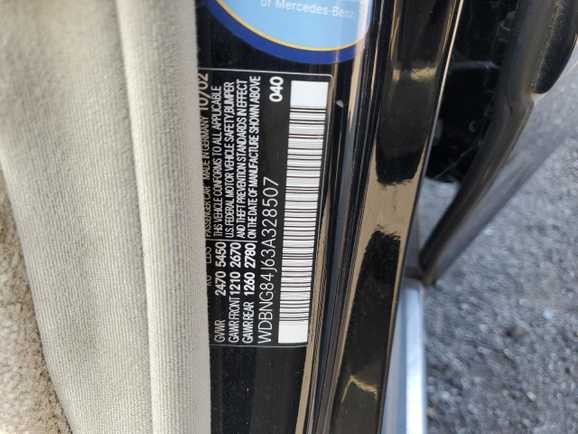 of Mercedes-Benz
PASSENGER CAR MADE IN GERMANY 10/02
THIS VEHICLE CONFORMS TO ALL APPLICABLE
U.S. FEDERAL MOTOR VEHICLE SAFETY, BUMPER
AND THEFT PREVENTION STANDARDS IN EFFECT
ON THE DATE OF MANUFACTURE SHOWN ABOVE
KG LBS
GVWR 2470 5450
GAWR FRONT 1210 2670
GAWR REAR 1260 2780
WDBNG84J63A328507
040